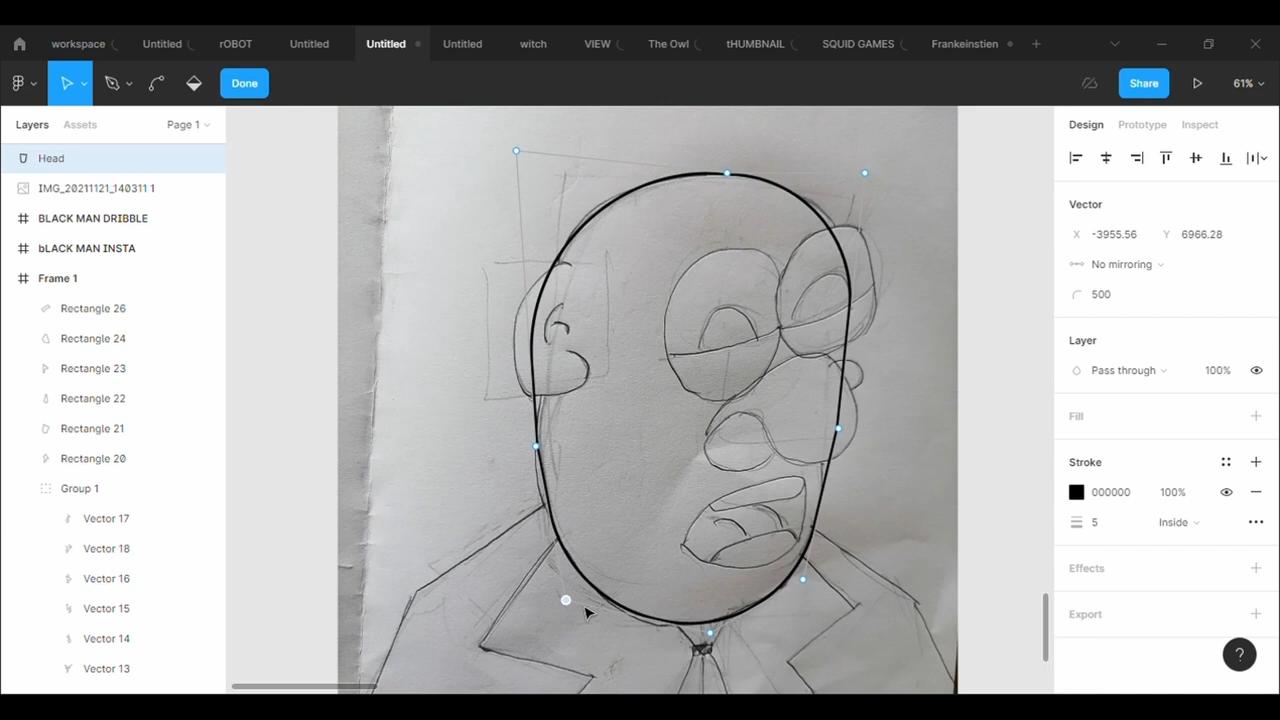 workspace Untitled rOBOT Untitled Untitled Untitled witch VIEW The Owl tHUMBNAIL SQUID GAMES Frankeinstien
Done Share 61%
Layers Assets Page 1
Head
IMG_20211121_140311 1
BLACK MAN DRIBBLE
bLACK MAN INSTA
Frame 1
Rectangle 26
Rectangle 24
Rectangle 23
Rectangle 22
Rectangle 21
Rectangle 20
Group 1
Vector 17
Vector 18
Vector 16
Vector 15
Vector 14
Vector 13
Design Prototype Inspect
Vector
X -3955.56 Y 6966.28
No mirroring
500
Layer
Pass through 100%
Fill
Stroke
000000 100%
5 Inside
Effects
Export
?